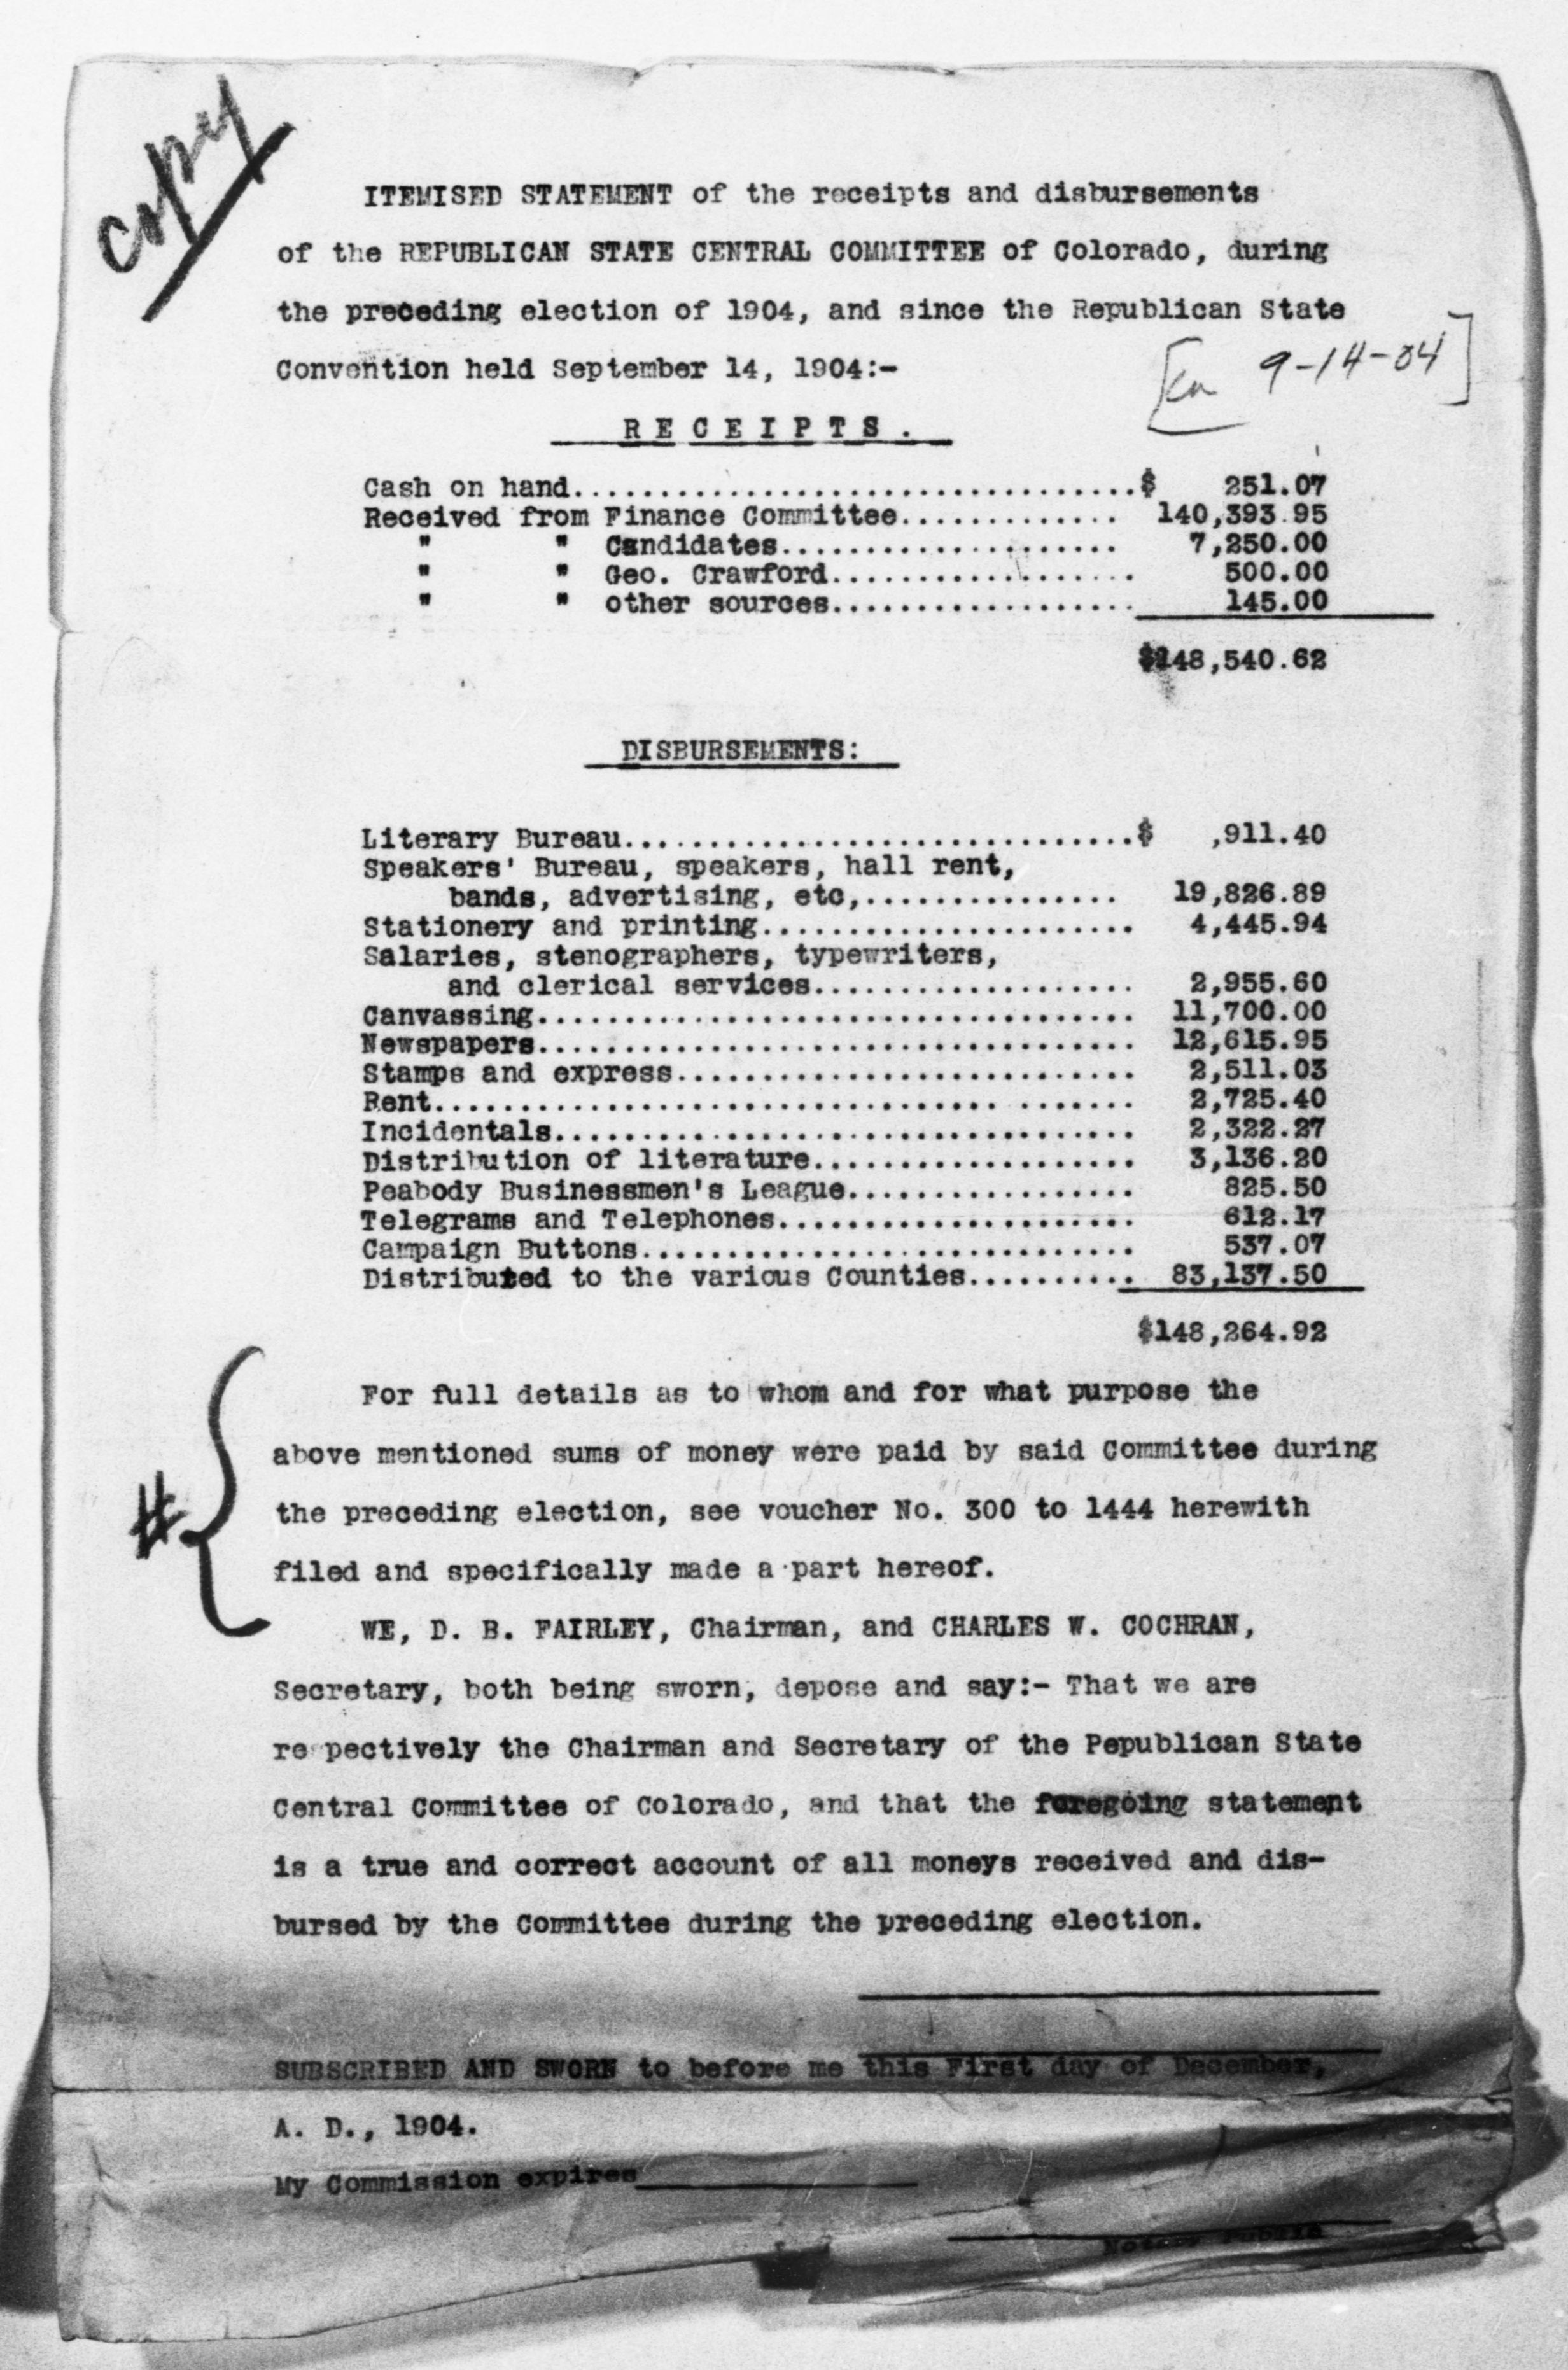 copy
ITEMISED STATEMENT of the receipts and disbursements
of the REPUBLICAN STATE CENTRAL COMMITTEE of Colorado, during
the preceding election of 1904, and since the Republican State
Convention held September 14, 1904:-
9-14-04
RECEIPTS.
Cash on hand.................................$ 251.07
Received from Finance Committee............. 140,393.95
" " Candidates.................... 7,250.00
" " Geo. Crawford.................. 500.00
" " other sources.................. 145.00
$148,540.62
DISBURSEMENTS:
Literary Bureau..............................$ ,911.40
Speakers' Bureau, speakers, hall rent,
bands, advertising, etc,............... 19,826.89
Stationery and printing...................... 4,445.94
Salaries, stenographers, typewriters,
and clerical services................... 2,955.60
Canvassing................................... 11,700.00
Newspapers................................... 12,615.95
Stamps and express........................... 2,511.03
Rent................................. ....... 2,725.40
Incidentals.................................. 2,322.27
Distribution of literature................... 3,136.20
Peabody Businessmen's League................. 825.50
Telegrams and Telephones..................... 612.17
Campaign Buttons............................. 537.07
Distributed to the various Counties.......... 83,137.50
$148,264.92
For full details as to whom and for what purpose the
above mentioned sums of money were paid by said Committee during
the preceding election, see voucher No. 300 to 1444 herewith
filed and specifically made a part hereof.
#
WE, D. B. FAIRLEY, Chairman, and CHARLES W. COCHRAN,
Secretary, both being sworn, depose and say:- That we are
re pectively the Chairman and Secretary of the Pepublican State
Central Committee of Colorado, and that the foregoing statement
is a true and correct account of all moneys received and dis-
bursed by the Committee during the preceding election.
SUBSCRIBED AND SWORN to before me this First day of December,
A. D., 1904.
My Commission expires
Notary Public